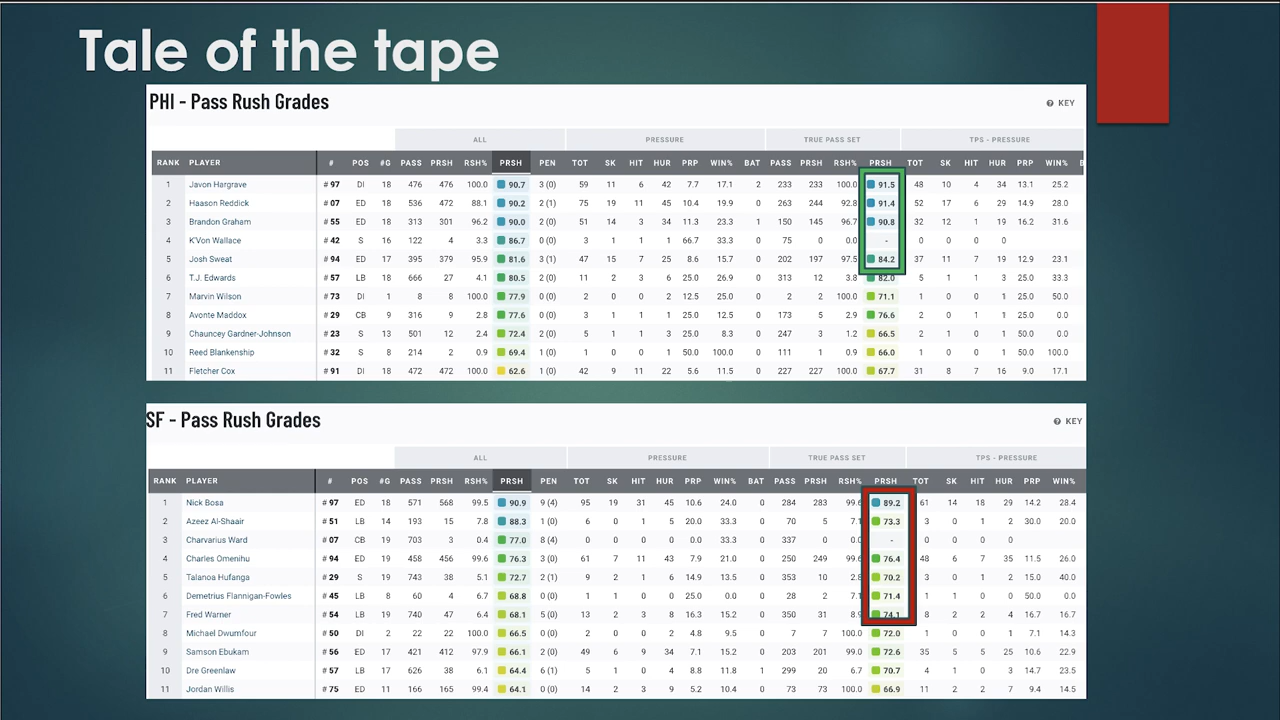 Tale of the tape
PHI - Pass Rush Grades
KEY
ALL PRESSURE TRUE PASS SET TPS - PRESSURE
RANK PLAYER # POS #G PASS PRSH RSH% PRSH PEN TOT SK HIT HUR PRP WIN% BAT PASS PRSH RSH% PRSH TOT SK HIT HUR PRP WIN%
1 Javon Hargrave # 97 DI 18 476 476 100.0 90.7 3 (0) 59 11 6 42 7.7 17.1 2 233 233 100.0 91.5 48 10 4 34 13.1 25.2
2 Haason Reddick # 07 ED 18 536 472 88.1 90.2 2 (1) 75 19 11 45 10.4 19.9 0 263 244 92.8 91.4 52 17 6 29 14.9 28.0
3 Brandon Graham # 55 ED 18 313 301 96.2 90.0 2 (0) 51 14 3 34 11.3 23.3 1 150 145 96.7 90.8 32 12 1 19 16.2 31.6
4 K'Von Wallace # 42 S 16 122 4 3.3 86.7 0 (0) 3 1 1 1 66.7 33.3 0 75 0 0.0 - 0 0 0 0
5 Josh Sweat # 94 ED 17 395 379 95.9 81.6 3 (1) 47 15 7 25 8.6 15.7 0 202 197 97.5 84.2 37 11 7 19 12.9 23.1
6 T.J. Edwards # 57 LB 18 666 27 4.1 80.5 2 (0) 6 1 1 4 25.0 26.9 0 313 12 3.8 82.0 5 1 1 3 25.0 33.3
7 Marvin Wilson # 73 DI 1 8 8 100.0 77.9 0 (0) 2 0 0 2 12.5 25.0 0 2 2 100.0 71.1 1 0 0 1 25.0 50.0
8 Avonte Maddox # 29 CB 9 316 9 2.8 77.6 0 (0) 3 1 1 1 25.0 12.5 0 173 5 2.9 76.6 1 0 0 1 25.0 0.0
9 Chauncey Gardner-Johnson # 23 S 13 501 12 2.4 72.4 2 (0) 5 1 1 3 25.0 8.3 0 247 3 1.2 66.5 2 1 0 1 50.0 0.0
10 Reed Blankenship # 32 S 8 214 2 0.9 69.4 1 (0) 1 0 0 1 50.0 100.0 0 111 1 0.9 66.0 1 0 0 1 50.0 100.0
11 Fletcher Cox # 91 DI 18 472 472 100.0 62.6 1 (0) 42 9 11 22 5.6 11.5 0 227 227 100.0 67.7 31 8 7 16 9.0 17.1
SF - Pass Rush Grades
KEY
ALL PRESSURE TRUE PASS SET TPS - PRESSURE
RANK PLAYER # POS #G PASS PRSH RSH% PRSH PEN TOT SK HIT HUR PRP WIN% BAT PASS PRSH RSH% PRSH TOT SK HIT HUR PRP WIN%
1 Nick Bosa # 97 ED 18 571 568 99.5 90.9 9 (4) 95 19 31 45 10.6 24.0 0 284 283 99.6 89.2 61 14 18 29 14.2 28.4
2 Azeez Al-Shaair # 51 LB 14 193 15 7.8 88.3 1 (0) 6 0 1 5 20.0 33.3 0 70 5 7.1 73.3 3 0 1 2 30.0 20.0
3 Charvarius Ward # 07 CB 19 703 3 0.4 77.0 8 (4) 0 0 0 0 0.0 33.3 0 337 0 0.0 - 0 0 0 0
4 Charles Omenihu # 94 ED 19 458 456 99.6 76.3 3 (0) 61 7 11 43 7.9 21.0 0 250 249 99.6 76.4 48 6 7 35 11.5 26.0
5 Talanoa Hufanga # 29 S 19 743 38 5.1 72.7 2 (1) 9 2 1 6 14.9 13.5 0 353 10 2.8 70.2 3 0 1 2 15.0 40.0
6 Demetrius Flannigan-Fowles # 45 LB 8 60 4 6.7 68.8 0 (0) 1 1 0 0 25.0 0.0 0 28 2 7.1 71.4 1 1 0 0 50.0 0.0
7 Fred Warner # 54 LB 19 740 47 6.4 68.1 5 (0) 13 2 3 8 16.3 15.2 0 350 31 8.9 74.1 8 2 2 4 16.7 16.7
8 Michael Dwumfour # 50 DI 2 22 22 100.0 66.5 0 (0) 2 0 0 2 4.8 9.5 0 7 7 100.0 72.0 1 0 0 1 7.1 14.3
9 Samson Ebukam # 56 ED 17 421 412 97.9 66.1 2 (0) 49 6 9 34 7.1 15.2 0 203 201 99.0 72.6 35 5 5 25 10.6 22.9
10 Dre Greenlaw # 57 LB 17 626 38 6.1 64.4 6 (1) 5 1 0 4 8.8 11.8 1 299 20 6.7 70.7 4 1 0 3 14.7 23.5
11 Jordan Willis # 75 ED 11 166 165 99.4 64.1 0 (0) 14 2 3 9 5.2 10.4 0 73 73 100.0 66.9 11 2 2 7 9.4 14.5